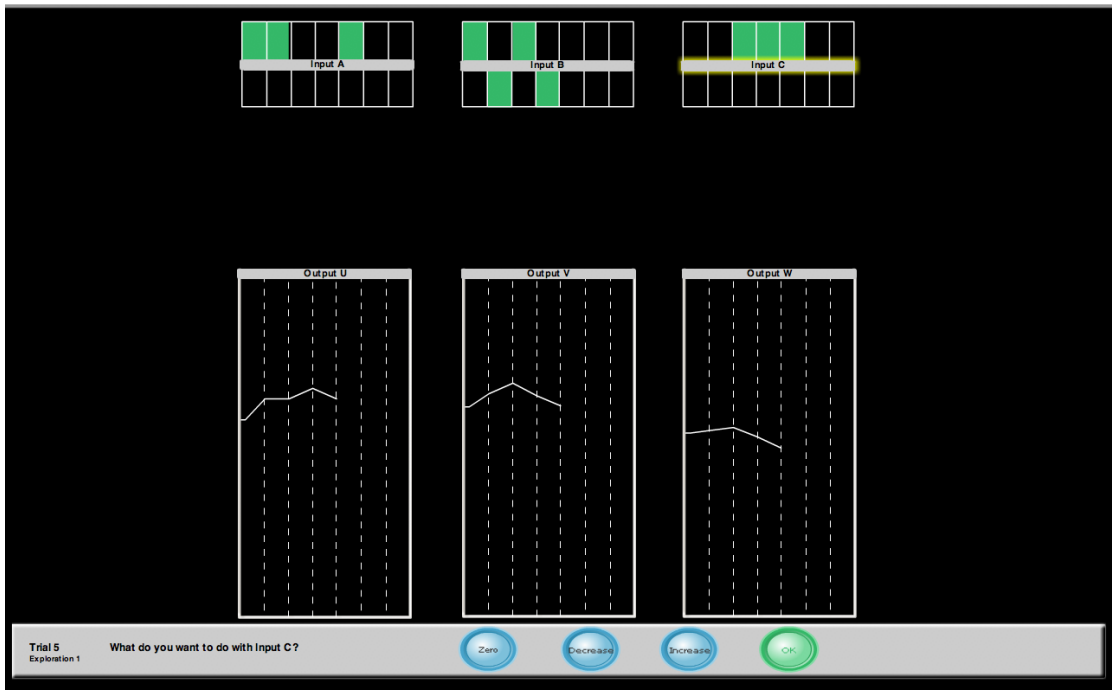 Input A
Input B
Input C
Output U
Output V
Output W
Trial 5
Exploration 1
What do you want to do with Input C?
Zero
Decrease
Increase
OK